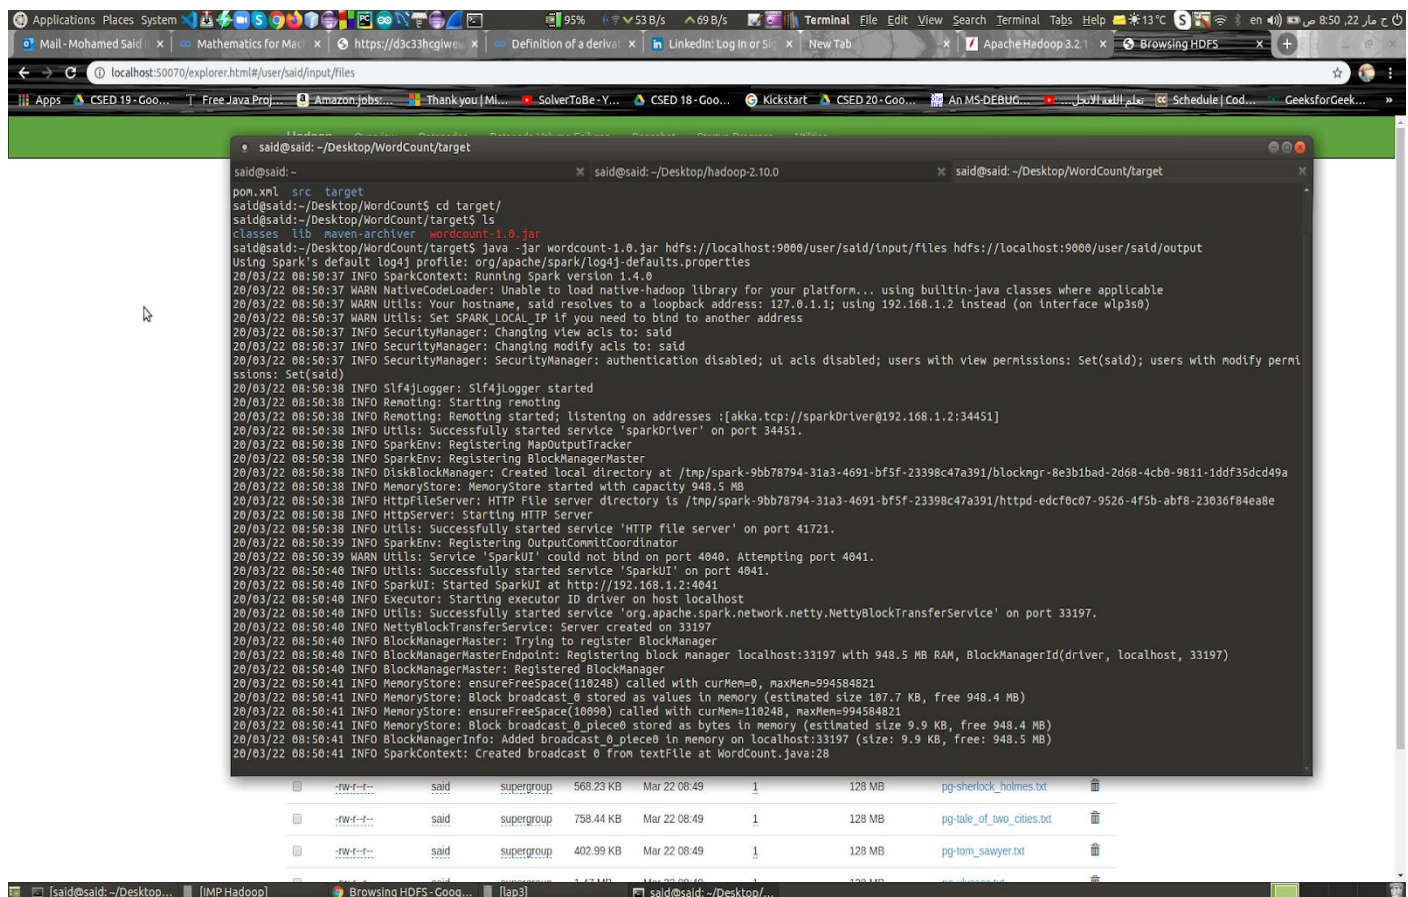 Applications Places System 95% 53 B/s 69 B/s Terminal File Edit View Search Terminal Tabs Help 13°C en ح مار 22, 8:50 ص
Mail - Mohamed Said Mathematics for Mac https://d3c33hcgiwe Definition of a deriva LinkedIn: Log In or Sig New Tab Apache Hadoop 3.2.1 Browsing HDFS
localhost:50070/explorer.html#/user/said/input/files
Apps CSED 19 - Goo... Free Java Proj... Amazon.jobs:... Thank you | Mi... SolverToBe - Y... CSED 18 - Goo... Kickstart CSED 20 - Goo... An MS-DEBUG... تعلم اللغة الانجل... Schedule | Cod... GeeksforGeek... »
said@said: ~/Desktop/WordCount/target
said@said: ~ said@said: ~/Desktop/hadoop-2.10.0 said@said: ~/Desktop/WordCount/target
pom.xml src target
said@said:~/Desktop/WordCount$ cd target/
said@said:~/Desktop/WordCount/target$ ls
classes lib maven-archiver wordcount-1.0.jar
said@said:~/Desktop/WordCount/target$ java -jar wordcount-1.0.jar hdfs://localhost:9000/user/said/input/files hdfs://localhost:9000/user/said/output
Using Spark's default log4j profile: org/apache/spark/log4j-defaults.properties
20/03/22 08:50:37 INFO SparkContext: Running Spark version 1.4.0
20/03/22 08:50:37 WARN NativeCodeLoader: Unable to load native-hadoop library for your platform... using builtin-java classes where applicable
20/03/22 08:50:37 WARN Utils: Your hostname, said resolves to a loopback address: 127.0.1.1; using 192.168.1.2 instead (on interface wlp3s0)
20/03/22 08:50:37 WARN Utils: Set SPARK_LOCAL_IP if you need to bind to another address
20/03/22 08:50:37 INFO SecurityManager: Changing view acls to: said
20/03/22 08:50:37 INFO SecurityManager: Changing modify acls to: said
20/03/22 08:50:37 INFO SecurityManager: SecurityManager: authentication disabled; ui acls disabled; users with view permissions: Set(said); users with modify permi
ssions: Set(said)
20/03/22 08:50:38 INFO Slf4jLogger: Slf4jLogger started
20/03/22 08:50:38 INFO Remoting: Starting remoting
20/03/22 08:50:38 INFO Remoting: Remoting started; listening on addresses :[akka.tcp://sparkDriver@192.168.1.2:34451]
20/03/22 08:50:38 INFO Utils: Successfully started service 'sparkDriver' on port 34451.
20/03/22 08:50:38 INFO SparkEnv: Registering MapOutputTracker
20/03/22 08:50:38 INFO SparkEnv: Registering BlockManagerMaster
20/03/22 08:50:38 INFO DiskBlockManager: Created local directory at /tmp/spark-9bb78794-31a3-4691-bf5f-23398c47a391/blockmgr-8e3b1bad-2d68-4cb0-9811-1ddf35dcd49a
20/03/22 08:50:38 INFO MemoryStore: MemoryStore started with capacity 948.5 MB
20/03/22 08:50:38 INFO HttpFileServer: HTTP File server directory is /tmp/spark-9bb78794-31a3-4691-bf5f-23398c47a391/httpd-edcf0c07-9526-4f5b-abf8-23036f84ea8e
20/03/22 08:50:38 INFO HttpServer: Starting HTTP Server
20/03/22 08:50:38 INFO Utils: Successfully started service 'HTTP file server' on port 41721.
20/03/22 08:50:39 INFO SparkEnv: Registering OutputCommitCoordinator
20/03/22 08:50:39 WARN Utils: Service 'SparkUI' could not bind on port 4040. Attempting port 4041.
20/03/22 08:50:40 INFO Utils: Successfully started service 'SparkUI' on port 4041.
20/03/22 08:50:40 INFO SparkUI: Started SparkUI at http://192.168.1.2:4041
20/03/22 08:50:40 INFO Executor: Starting executor ID driver on host localhost
20/03/22 08:50:40 INFO Utils: Successfully started service 'org.apache.spark.network.netty.NettyBlockTransferService' on port 33197.
20/03/22 08:50:40 INFO NettyBlockTransferService: Server created on 33197
20/03/22 08:50:40 INFO BlockManagerMaster: Trying to register BlockManager
20/03/22 08:50:40 INFO BlockManagerMasterEndpoint: Registering block manager localhost:33197 with 948.5 MB RAM, BlockManagerId(driver, localhost, 33197)
20/03/22 08:50:40 INFO BlockManagerMaster: Registered BlockManager
20/03/22 08:50:41 INFO MemoryStore: ensureFreeSpace(110248) called with curMem=0, maxMem=994584821
20/03/22 08:50:41 INFO MemoryStore: Block broadcast_0 stored as values in memory (estimated size 107.7 KB, free 948.4 MB)
20/03/22 08:50:41 INFO MemoryStore: ensureFreeSpace(10090) called with curMem=110248, maxMem=994584821
20/03/22 08:50:41 INFO MemoryStore: Block broadcast_0_piece0 stored as bytes in memory (estimated size 9.9 KB, free 948.4 MB)
20/03/22 08:50:41 INFO BlockManagerInfo: Added broadcast_0_piece0 in memory on localhost:33197 (size: 9.9 KB, free: 948.5 MB)
20/03/22 08:50:41 INFO SparkContext: Created broadcast 0 from textFile at WordCount.java:28
-rw-r--r-- said supergroup 568.23 KB Mar 22 08:49 1 128 MB pg-sherlock_holmes.txt
-rw-r--r-- said supergroup 758.44 KB Mar 22 08:49 1 128 MB pg-tale_of_two_cities.txt
-rw-r--r-- said supergroup 402.99 KB Mar 22 08:49 1 128 MB pg-tom_sawyer.txt
[said@said: ~/Desktop... [IMP Hadoop] Browsing HDFS - Goog... [lap3] said@said: ~/Desktop/...